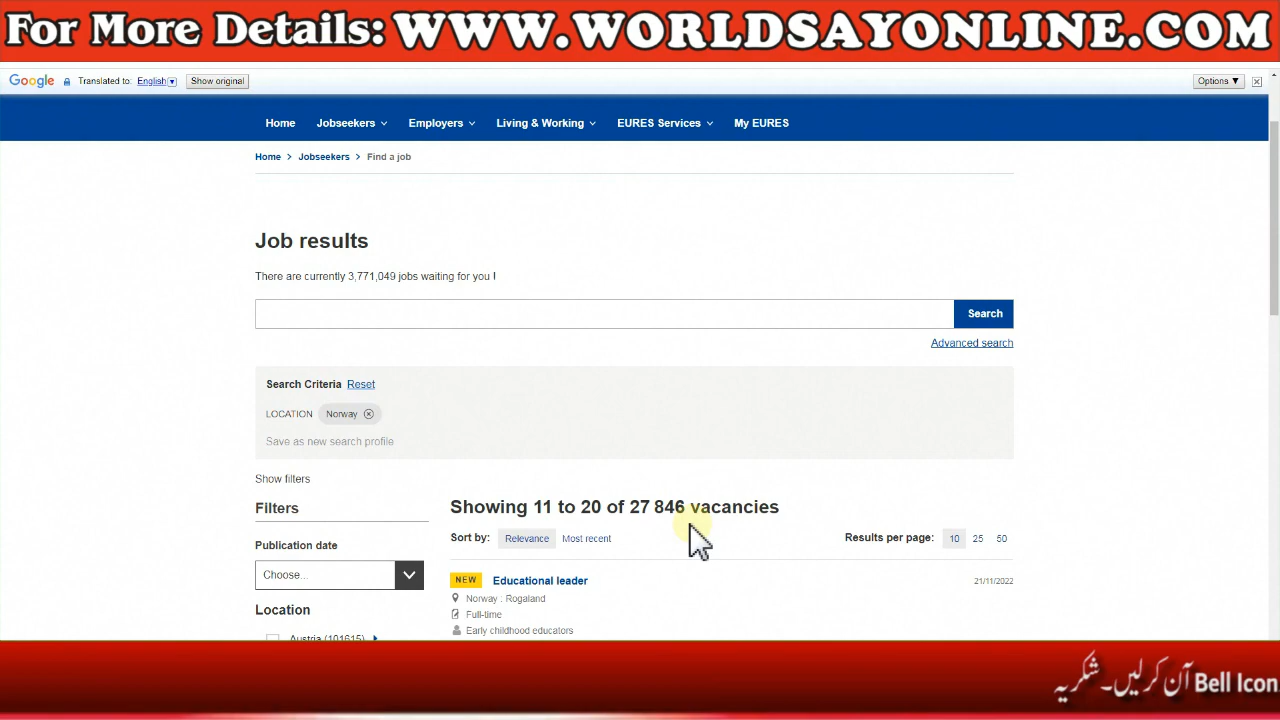 For More Details: WWW.WORLDSAYONLINE.COM
Google Translated to: English Show original Options ▼
Home Jobseekers Employers Living & Working EURES Services My EURES
Home > Jobseekers > Find a job
Job results
There are currently 3,771,049 jobs waiting for you !
Search
Advanced search
Search Criteria Reset
LOCATION Norway
Save as new search profile
Show filters
Filters
Showing 11 to 20 of 27 846 vacancies
Sort by: Relevance Most recent Results per page: 10 25 50
Publication date
Choose...
NEW Educational leader 21/11/2022
Norway : Rogaland
Full-time
Early childhood educators
Location
Austria (101615)
Bell Icon آن کرلیں۔ شکریہ